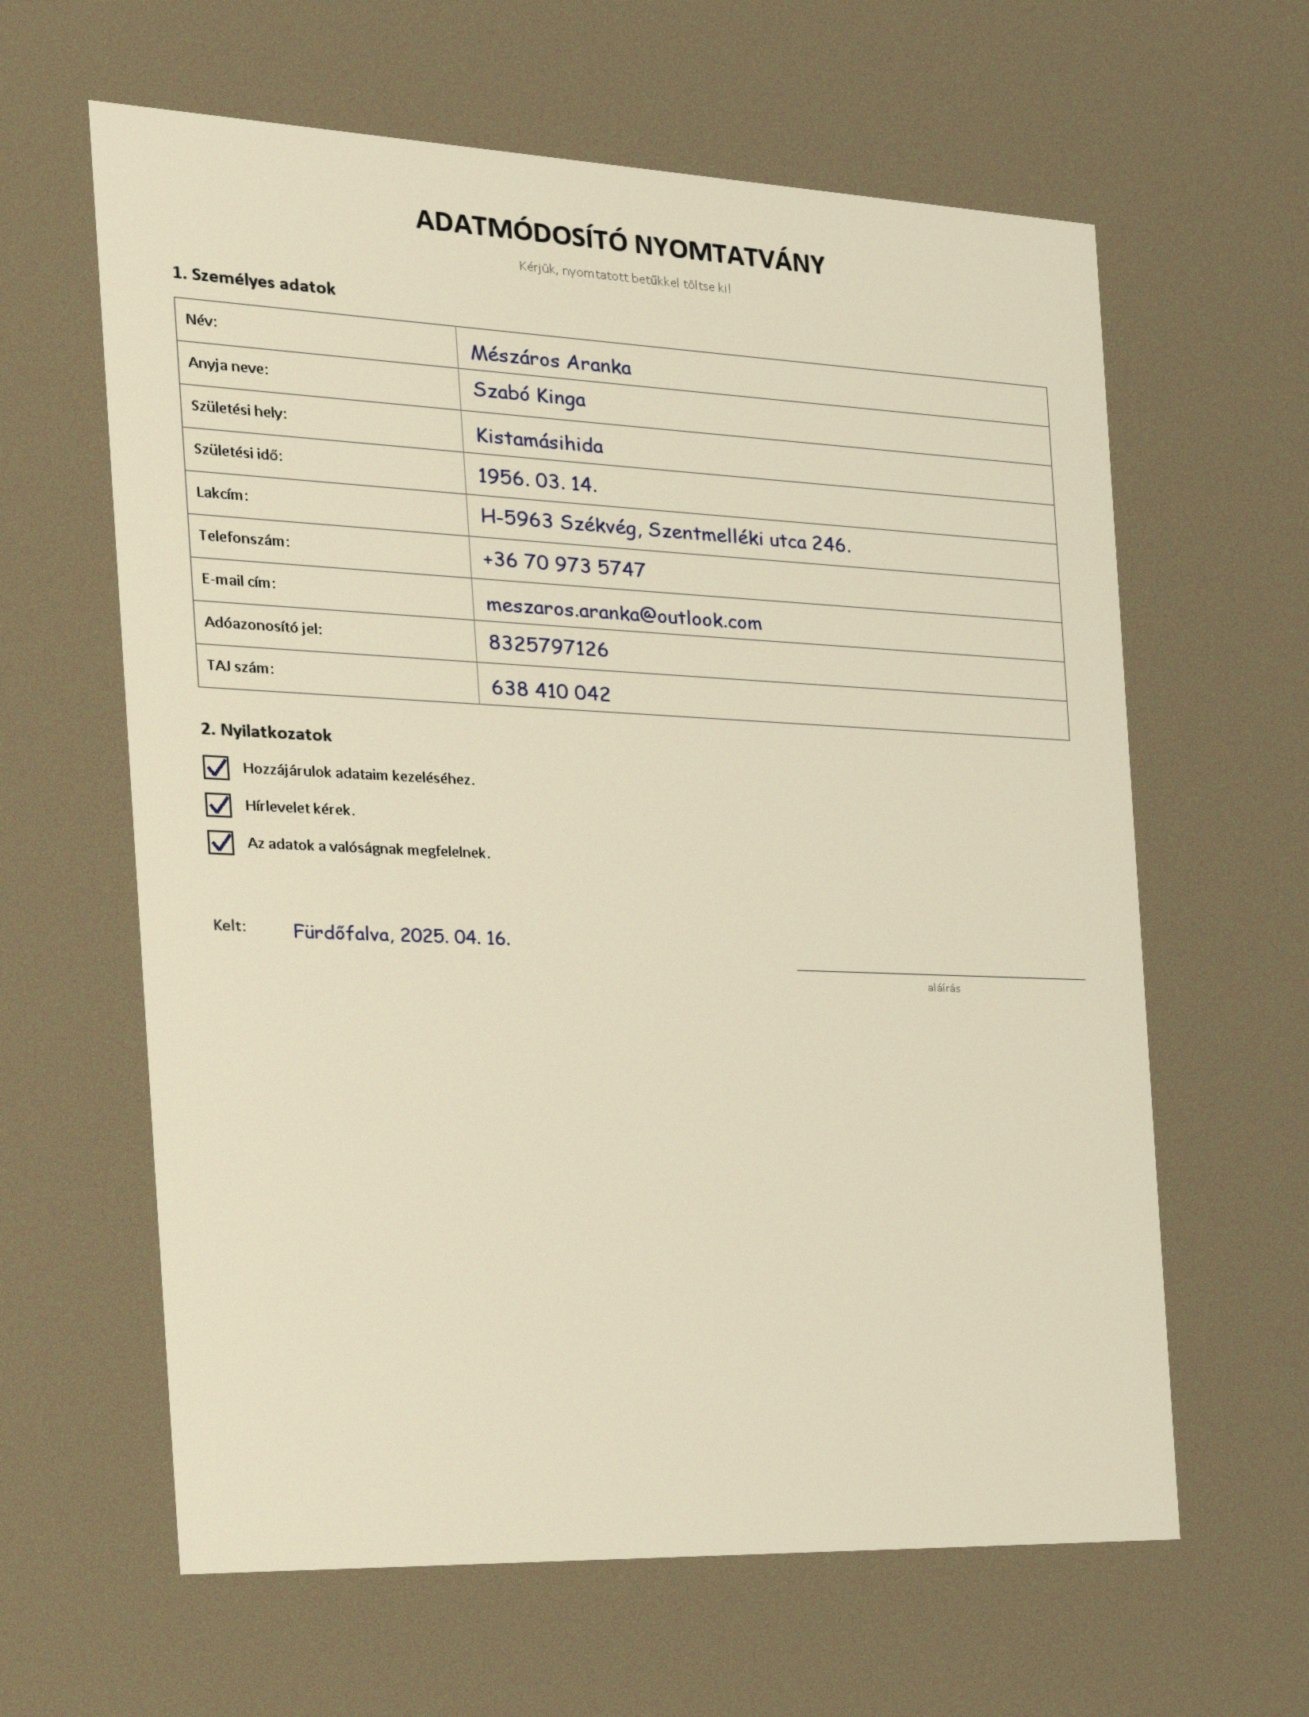 ADATMÓDOSÍTÓ NYOMTATVÁNY
Kérjük, nyomtatott betűkkel töltse ki!
1. Személyes adatok
Név: Mészáros Aranka
Anyja neve: Szabó Kinga
Születési hely: Kistamásihida
Születési idő: 1956. 03. 14.
Lakcím: H-5963 Székvég, Szentmelléki utca 246.
Telefonszám: +36 70 973 5747
E-mail cím: meszaros.aranka@outlook.com
Adóazonosító jel: 8325797126
TAJ szám: 638 410 042
2. Nyilatkozatok
Hozzájárulok adataim kezeléséhez.
Hírlevelet kérek.
Az adatok a valóságnak megfelelnek.
Kelt: Fürdőfalva, 2025. 04. 16.
aláírás